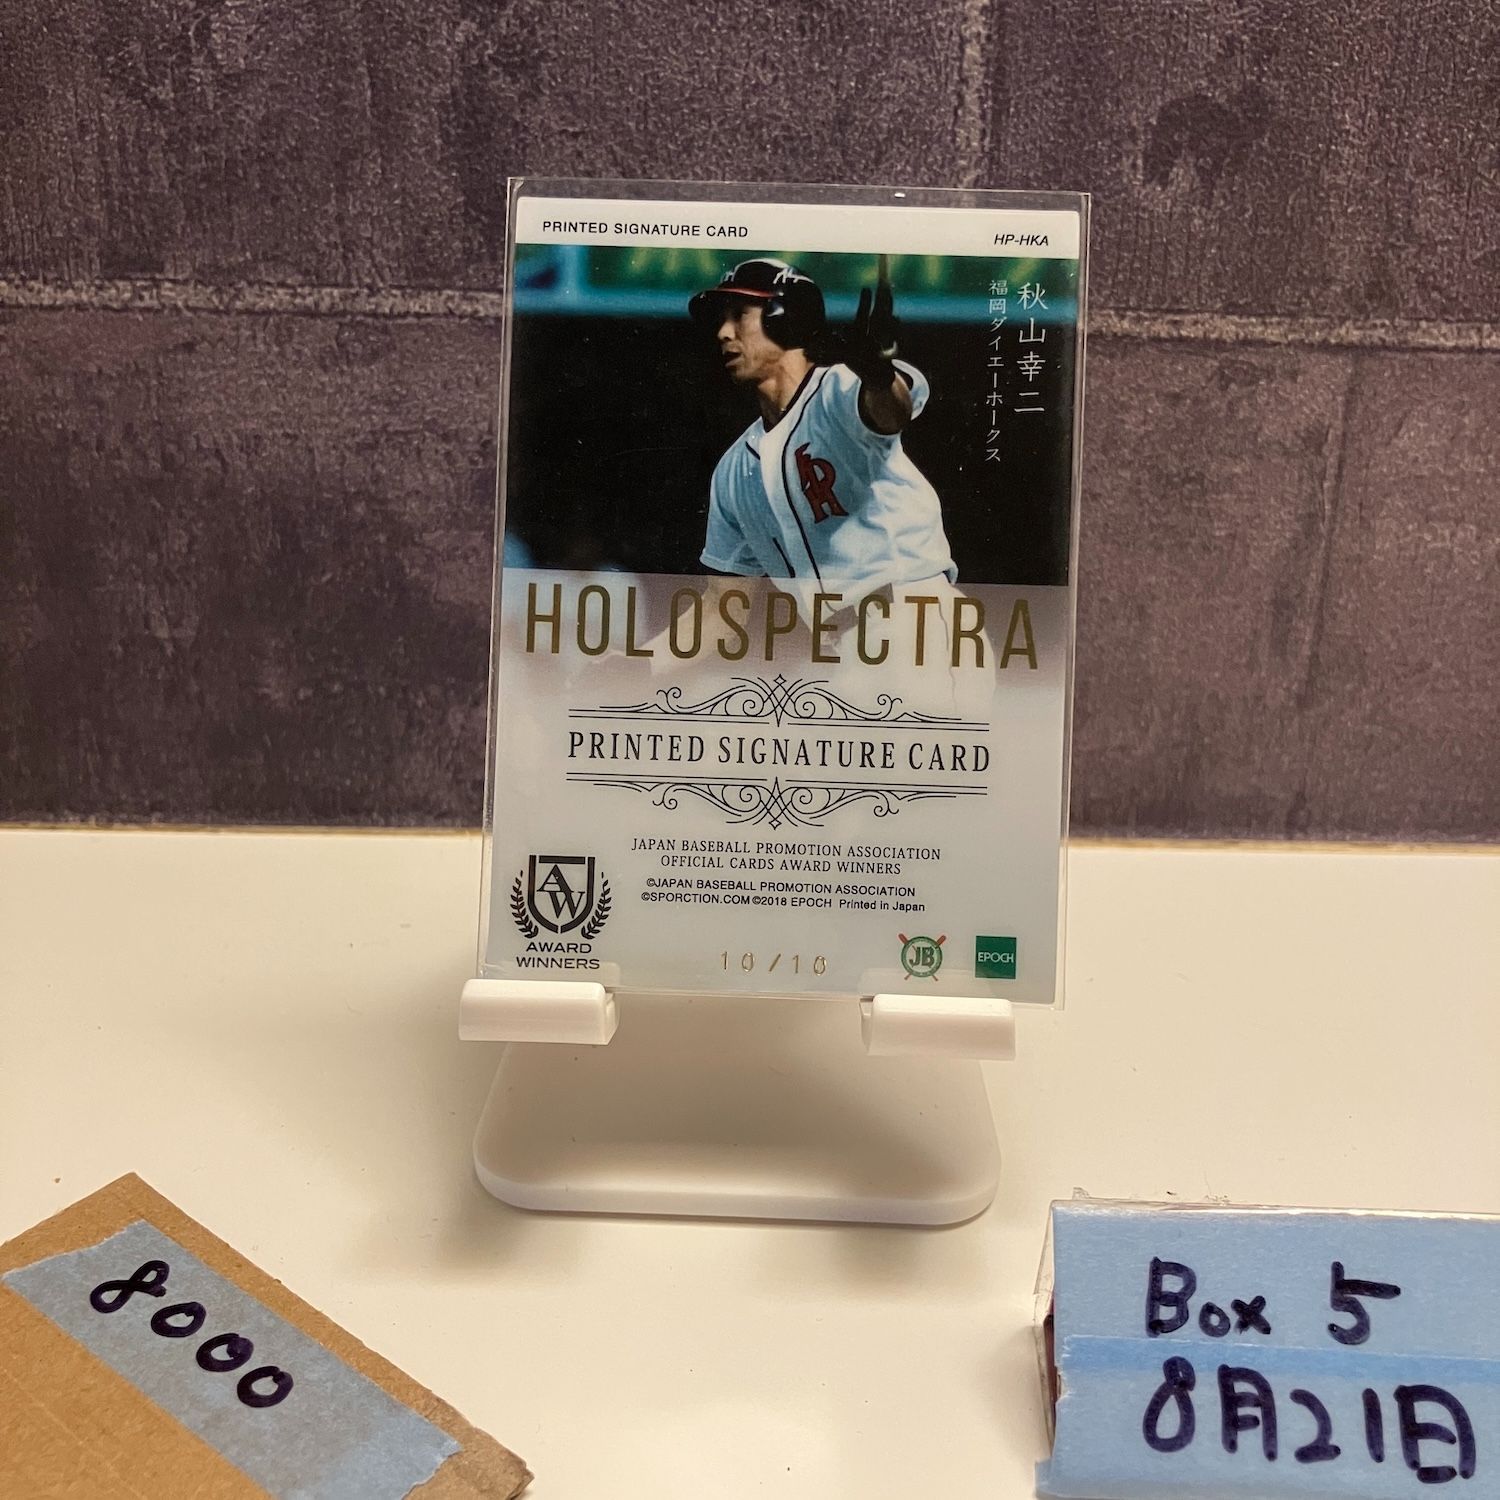 PRINTED SIGNATURE CARD
HP-HKA
秋山幸二
福岡ダイエーホークス
HOLOSPECTRA
PRINTED SIGNATURE CARD
JAPAN BASEBALL PROMOTION ASSOCIATION
OFFICIAL CARDS AWARD WINNERS
©JAPAN BASEBALL PROMOTION ASSOCIATION
©SPORCTION.COM ©2018 EPOCH Printed in Japan
AW
AWARD
WINNERS
10/10
JB
EPOCH
8000
Box 5
8月21日